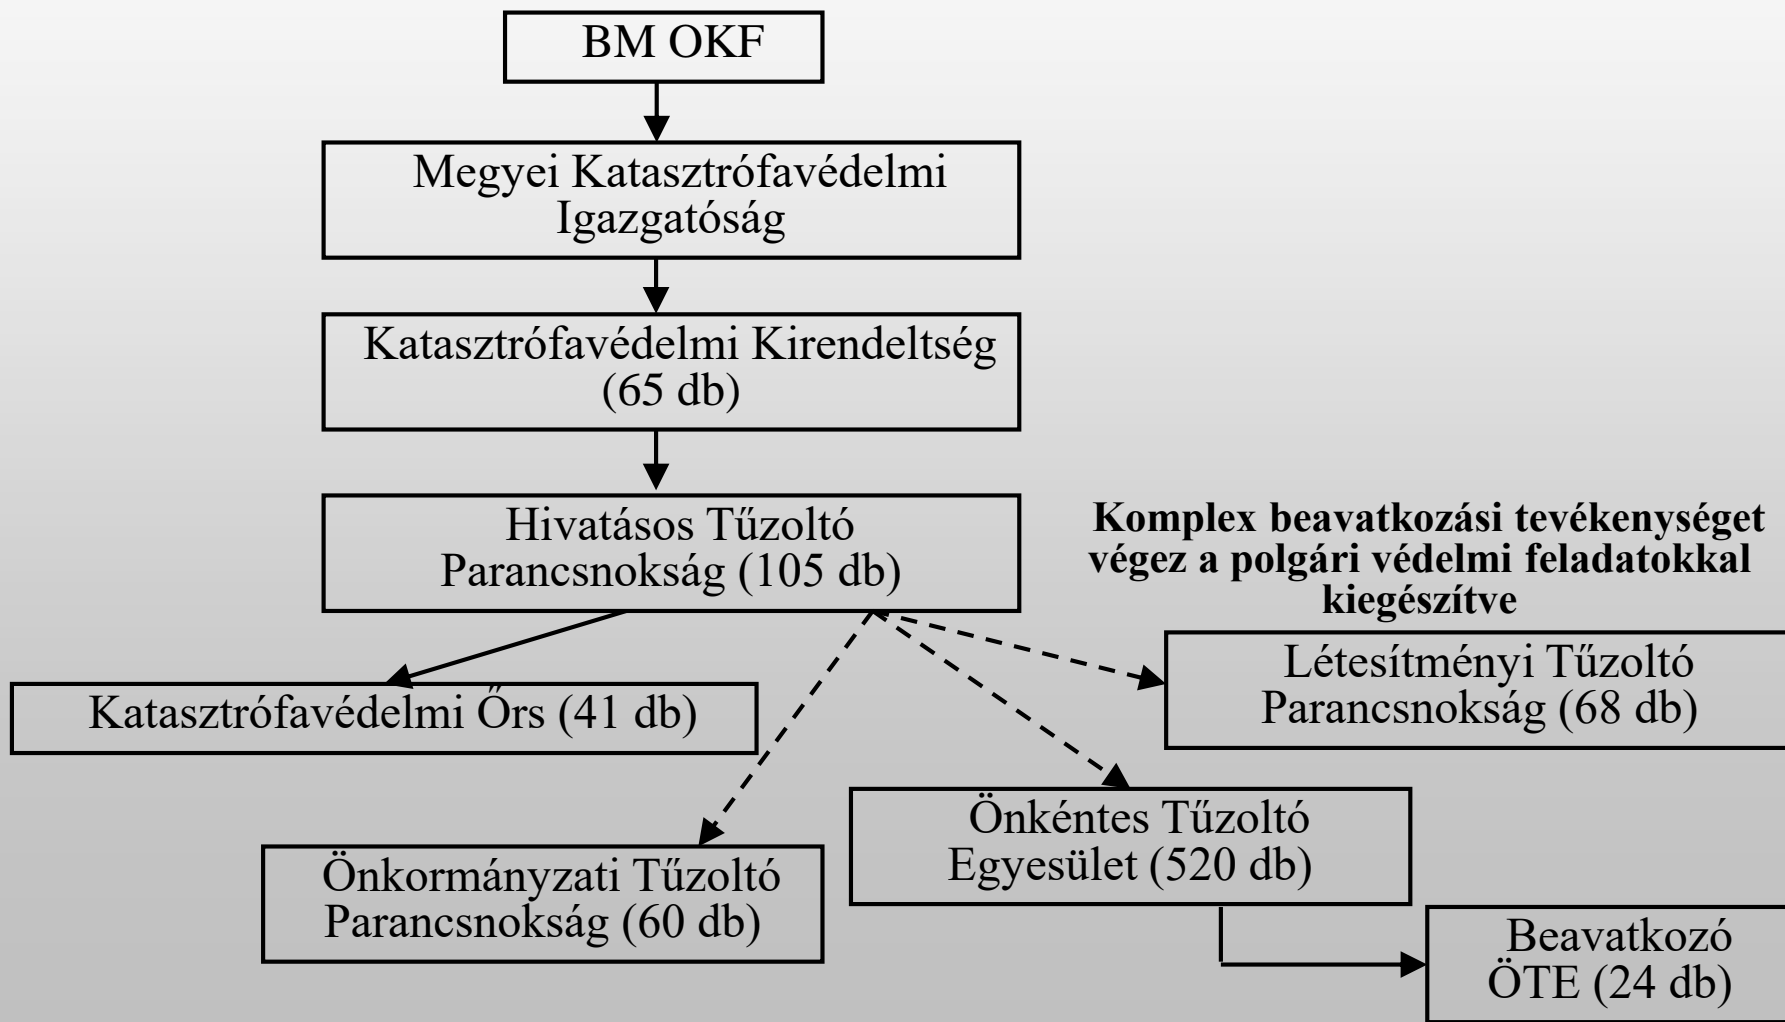 BM OKF
Megyei Katasztrófavédelmi
Igazgatóság
Katasztrófavédelmi Kirendeltség
(65 db)
Hivatásos Tűzoltó
Parancsnokság (105 db)
Komplex beavatkozási tevékenységet
végez a polgári védelmi feladatokkal
kiegészítve
Létesítményi Tűzoltó
Parancsnokság (68 db)
Katasztrófavédelmi Őrs (41 db)
Önkéntes Tűzoltó
Egyesület (520 db)
Önkormányzati Tűzoltó
Parancsnokság (60 db)
Beavatkozó
ÖTE (24 db)